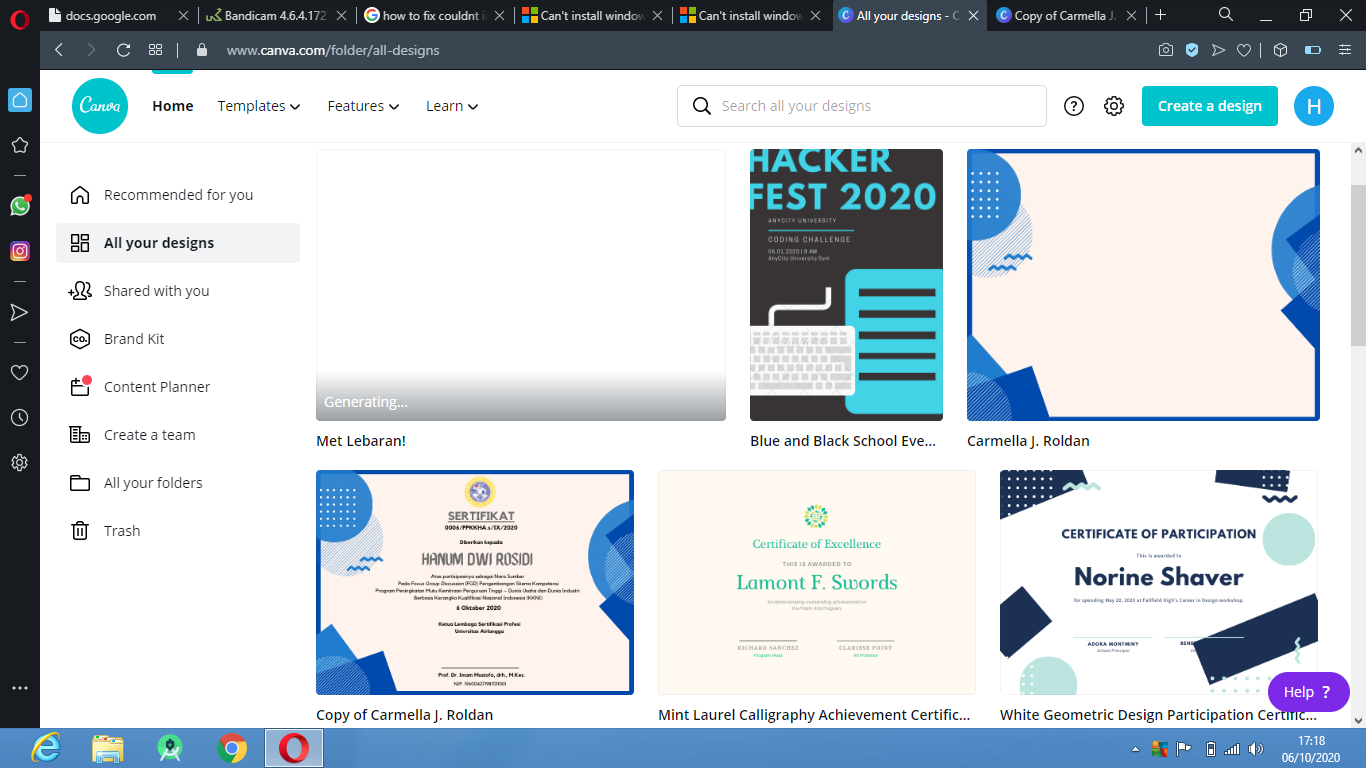 docs.google.com
Bandicam 4.6.4.172
how to fix couldnt i
Can't install window
Can't install window
All your designs - C
Copy of Carmella J.
www.canva.com/folder/all-designs
Canva
Home
Templates
Features
Learn
Search all your designs
Create a design
H
Recommended for you
All your designs
Shared with you
Brand Kit
Content Planner
Create a team
All your folders
Trash
Generating...
Met Lebaran!
HACKER
FEST 2020
ANYCITY UNIVERSITY
CODING CHALLENGE
06.01.2020 | 8 AM
AnyCity University Gym
Blue and Black School Eve...
Carmella J. Roldan
SERTIFIKAT
0006/PPKKHA.s/IX/2020
Diberikan kepada
HANUM DWI ROSIDI
Atas partisipasinya sebagai Nara Sumber
Pada Focus Group Discussion (FGD) Pengembangan Skema Kompetensi
Program Peningkatan Mutu Kemitraan Perguruan Tinggi – Dunia Usaha dan Dunia Industri
Berbasis Kerangka Kualifikasi Nasional Indonesia (KKNI)
6 Oktober 2020
Ketua Lembaga Sertifikasi Profesi
Univrsitas Airlangga
Prof. Dr. Imam Mustofa, drh., M.Kes.
NIP.
Copy of Carmella J. Roldan
Certificate of Excellence
THIS IS AWARDED TO
Lamont F. Swords
for demonstrating outstanding achievement on
the Fmain Arts Program.
RICHARD SANCHEZ
Program Head
CLARISSE POINT
Art Professor
Mint Laurel Calligraphy Achievement Certific...
CERTIFICATE OF PARTICIPATION
This is awarded to
Norine Shaver
for spending May 20, 2020 at Fallfield High's Career in Design workshop.
ADORA MONTMINY
School Principal
White Geometric Design Participation Certific...
Help ?
17:18
06/10/2020